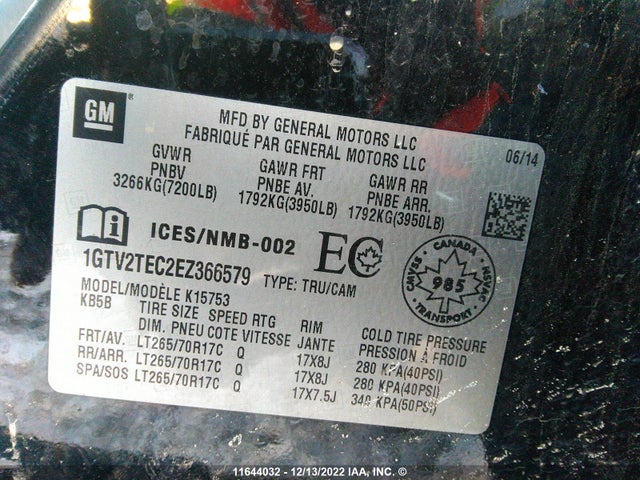 GM
MFD BY GENERAL MOTORS LLC
FABRIQUÉ PAR GENERAL MOTORS LLC
06/14
GVWR GAWR FRT GAWR RR
PNBV PNBE AV. PNBE ARR.
3266KG(7200LB) 1792KG(3950LB) 1792KG(3950LB)
ICES/NMB-002 EC
1GTV2TEC2EZ366579 TYPE: TRU/CAM
CANADA
985
CMVSS NSVAC
MODEL/MODÈLE K15753
KB5B
TIRE SIZE SPEED RTG RIM COLD TIRE PRESSURE
DIM. PNEU COTE VITESSE JANTE PRESSION À FROID
FRT/AV. LT265/70R17C Q 17X8J 280 KPA(40PSI)
RR/ARR. LT265/70R17C Q 17X8J 280 KPA(40PSI)
SPA/SOS LT265/70R17C Q 17X7.5J 340 KPA(50PSI)
11644032 - 12/13/2022 IAA, INC. ©